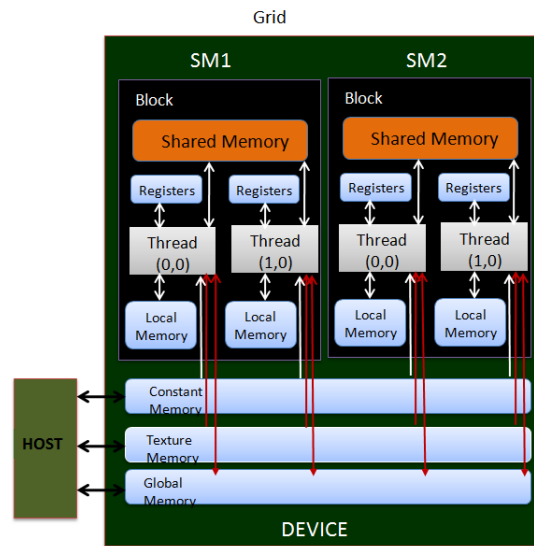 Grid
SM1
SM2
Block
Block
Shared Memory
Shared Memory
Registers
Registers
Registers
Registers
Thread
(0,0)
Thread
(1,0)
Thread
(0,0)
Thread
(1,0)
Local
Memory
Local
Memory
Local
Memory
Local
Memory
HOST
Constant
Memory
Texture
Memory
Global
Memory
DEVICE